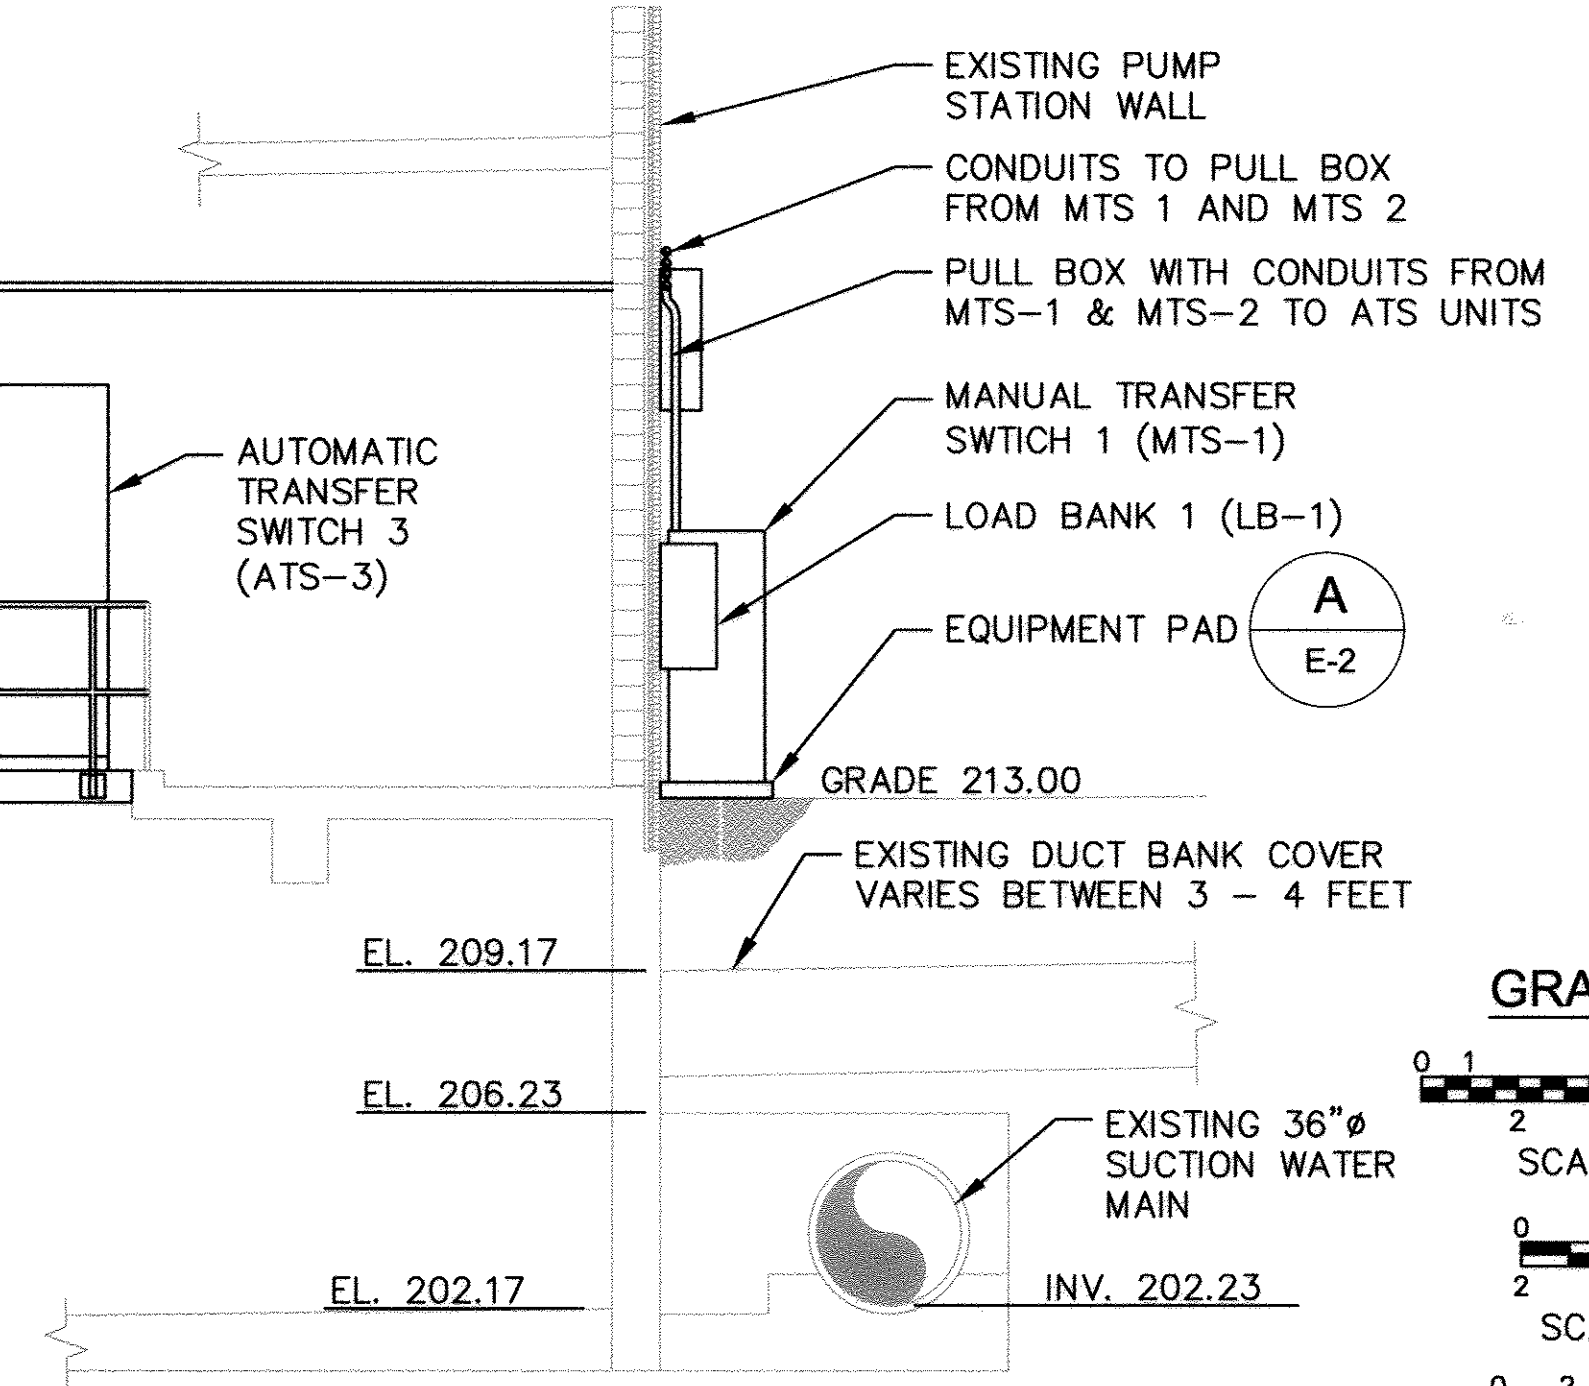 EXISTING PUMP
STATION WALL
CONDUITS TO PULL BOX
FROM MTS 1 AND MTS 2
PULL BOX WITH CONDUITS FROM
MTS-1 & MTS-2 TO ATS UNITS
MANUAL TRANSFER
SWTICH 1 (MTS-1)
AUTOMATIC
TRANSFER
SWITCH 3
(ATS-3)
LOAD BANK 1 (LB-1)
EQUIPMENT PAD
A
E-2
GRADE 213.00
EXISTING DUCT BANK COVER
VARIES BETWEEN 3 - 4 FEET
EL. 209.17
GRA
0 1
2
SCA
EL. 206.23
EXISTING 36"ø
SUCTION WATER
MAIN
0
2
SC
EL. 202.17
INV. 202.23
0 2